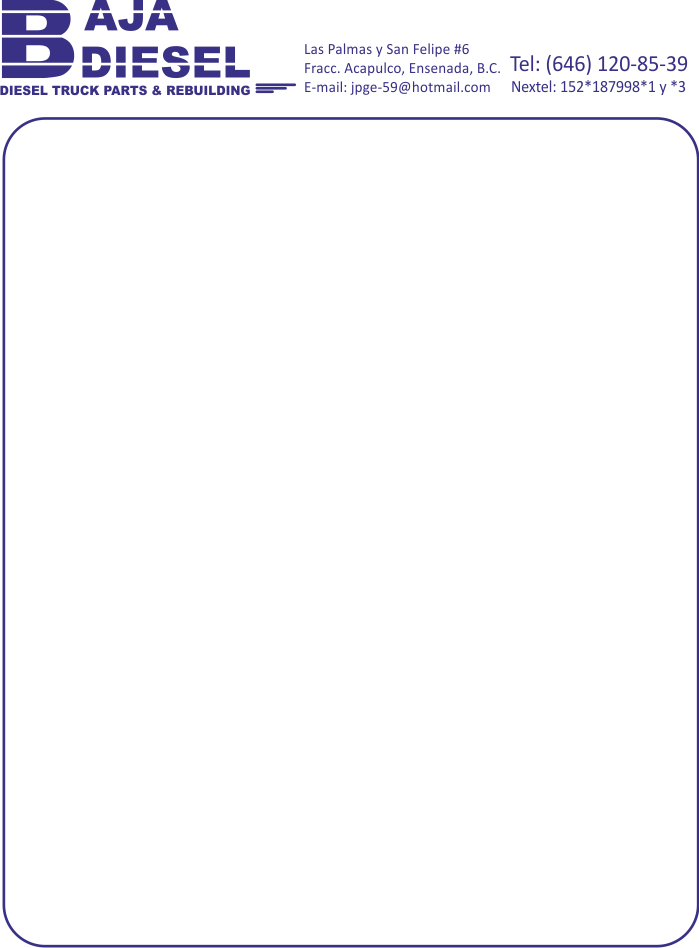 BAJA
DIESEL
DIESEL TRUCK PARTS & REBUILDING
Las Palmas y San Felipe #6
Fracc. Acapulco, Ensenada, B.C.
E-mail: jpge-59@hotmail.com
Tel: (646) 120-85-39
Nextel: 152*187998*1 y *3